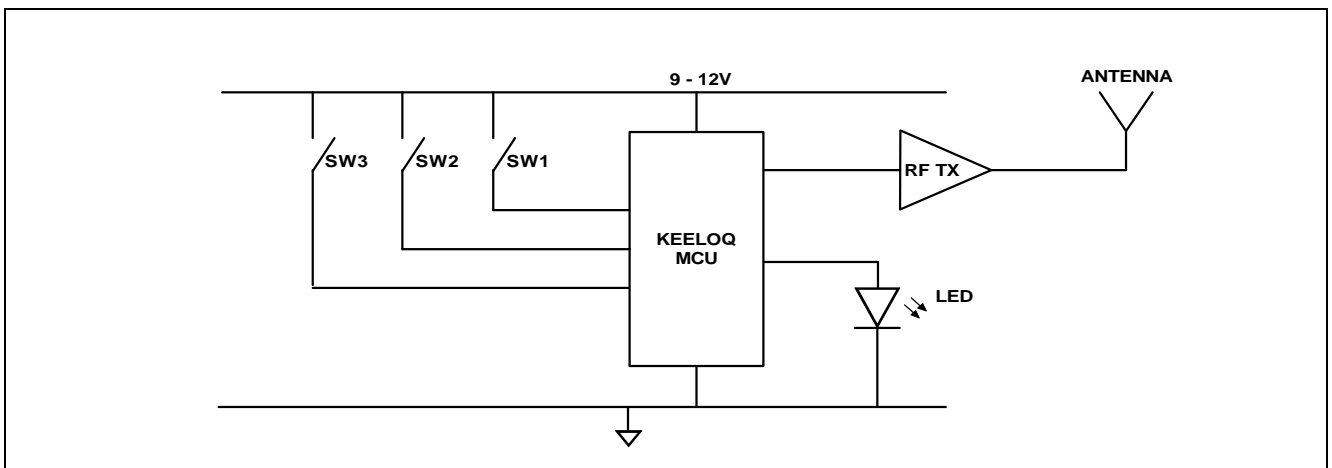 9 - 12V
ANTENNA
SW3
SW2
SW1
RF TX
KEELOQ
MCU
LED